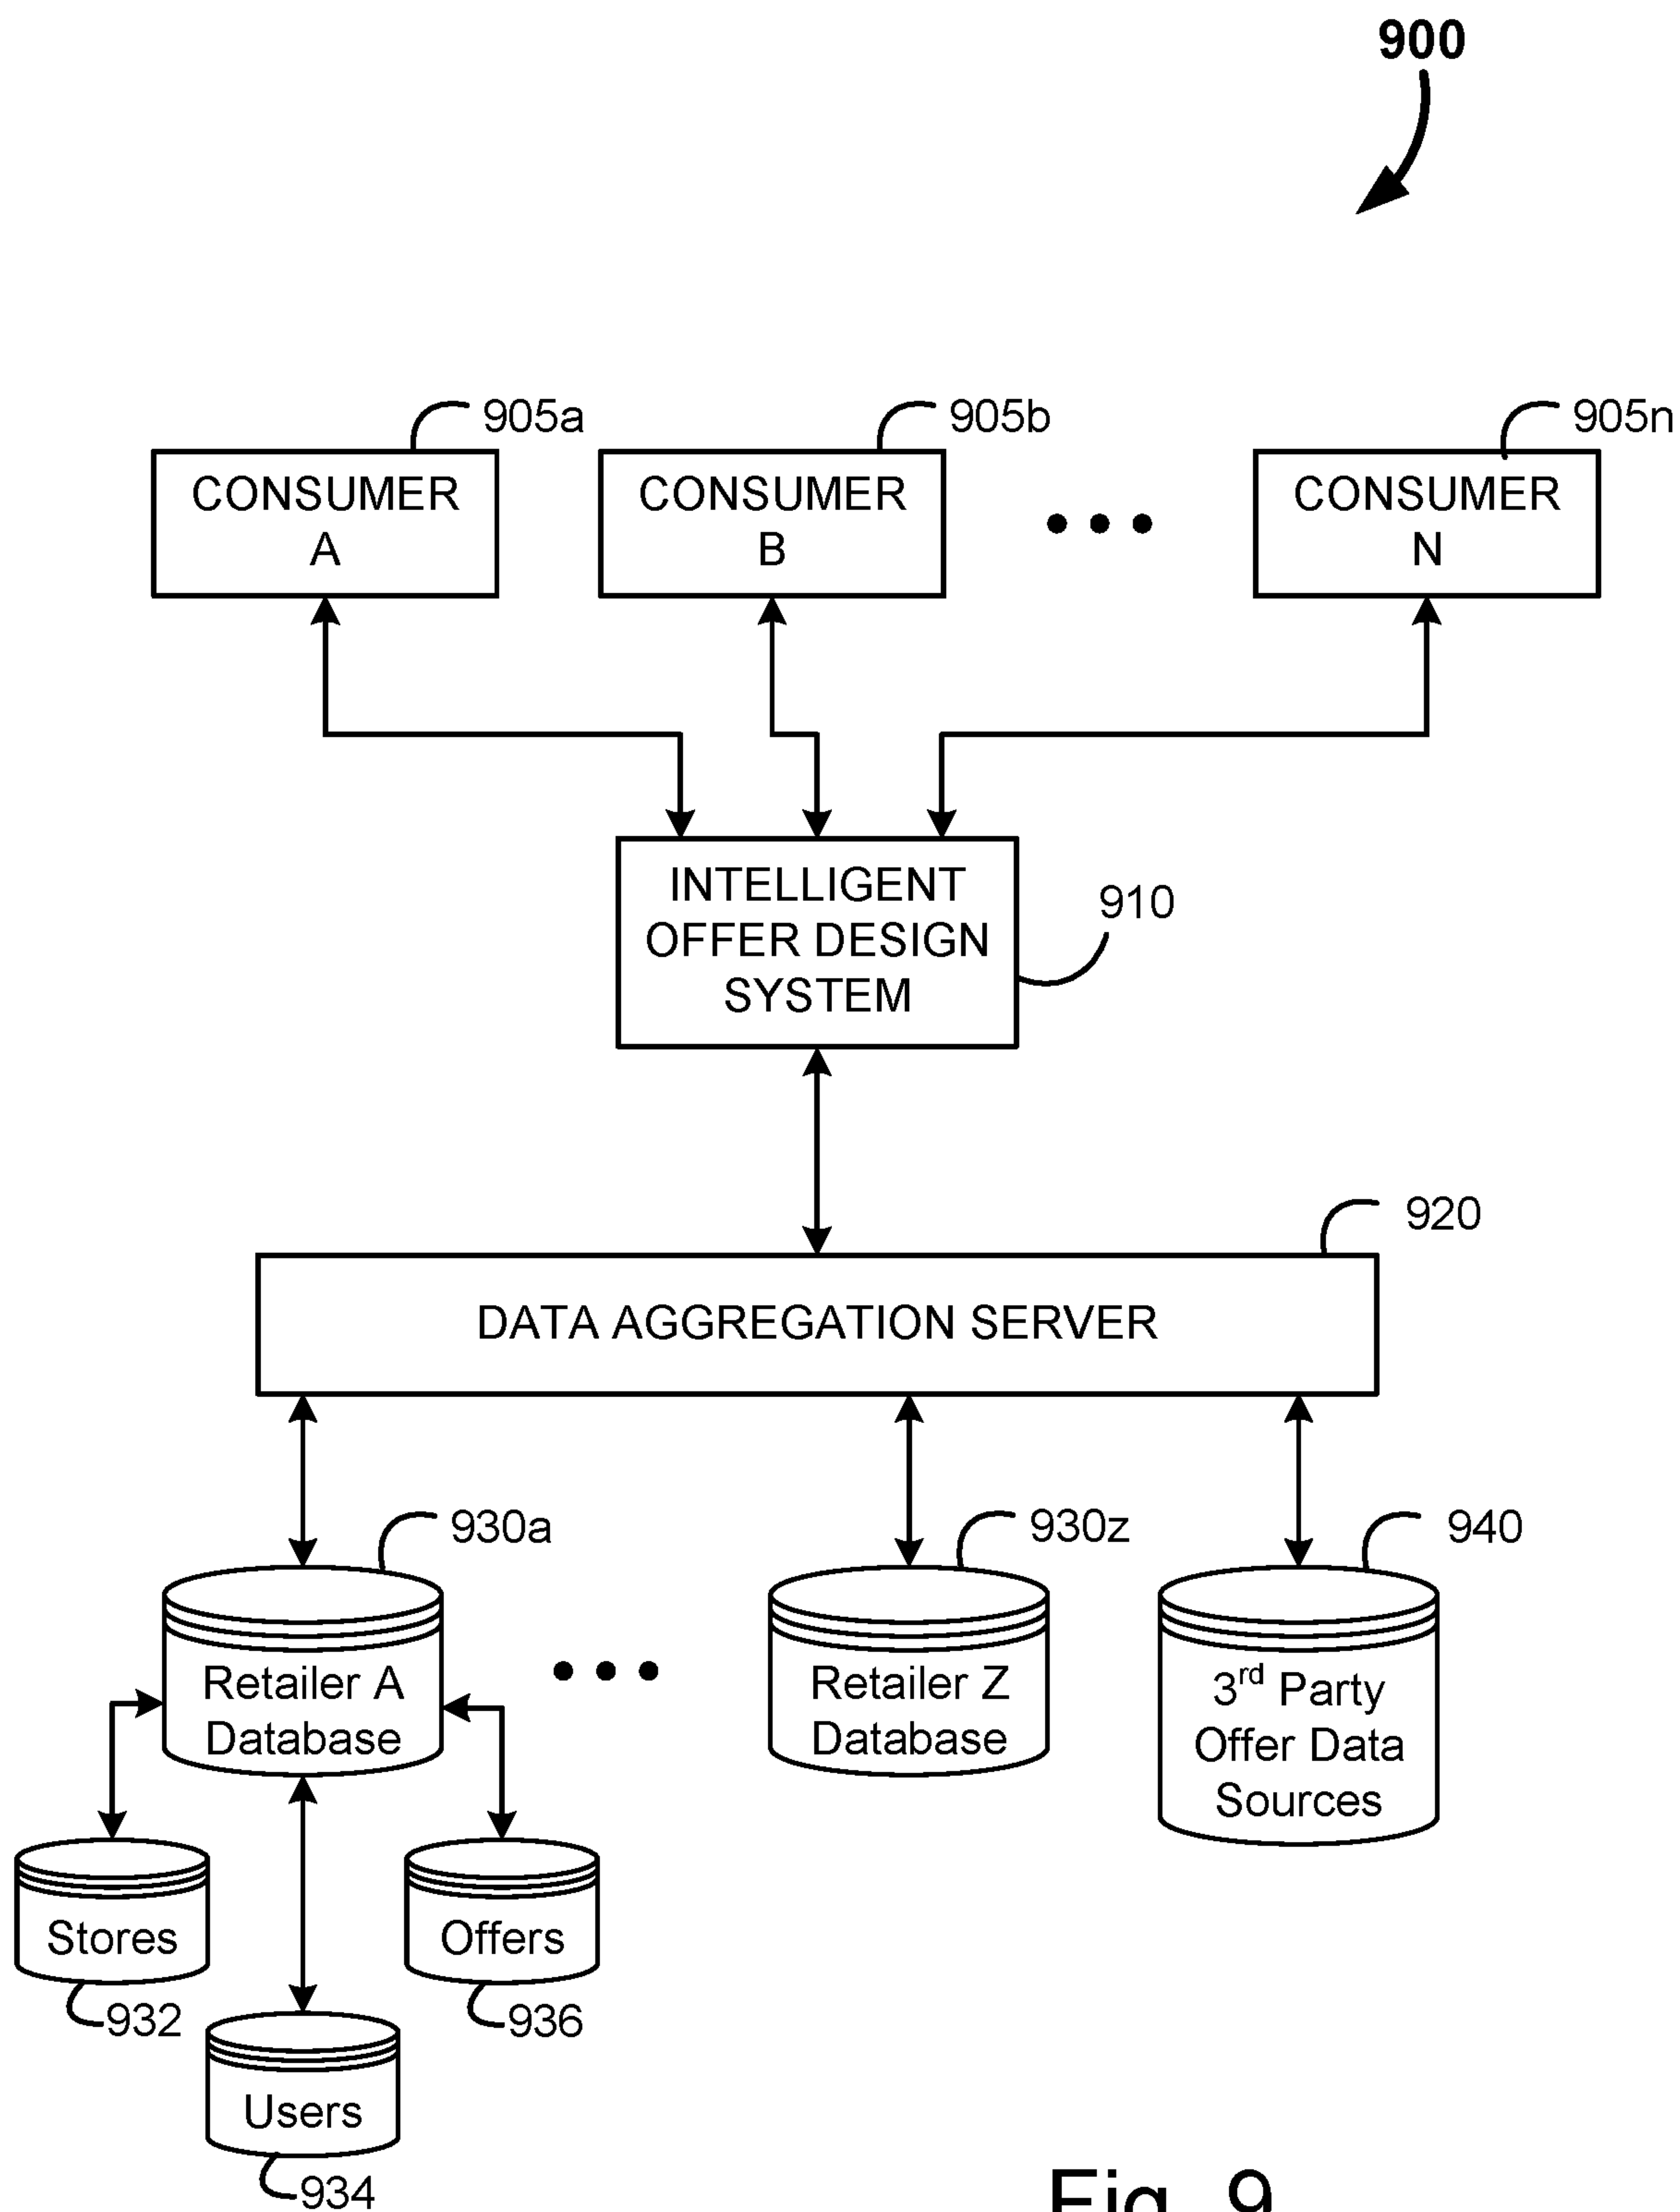 900
905a
905b
905n
CONSUMER
A
CONSUMER
B
CONSUMER
N
INTELLIGENT
OFFER DESIGN
SYSTEM
910
920
DATA AGGREGATION SERVER
930a
930z
940
Retailer A
Database
Retailer Z
Database
3rd Party
Offer Data
Sources
Stores
Offers
932
936
Users
934
Fig. 9